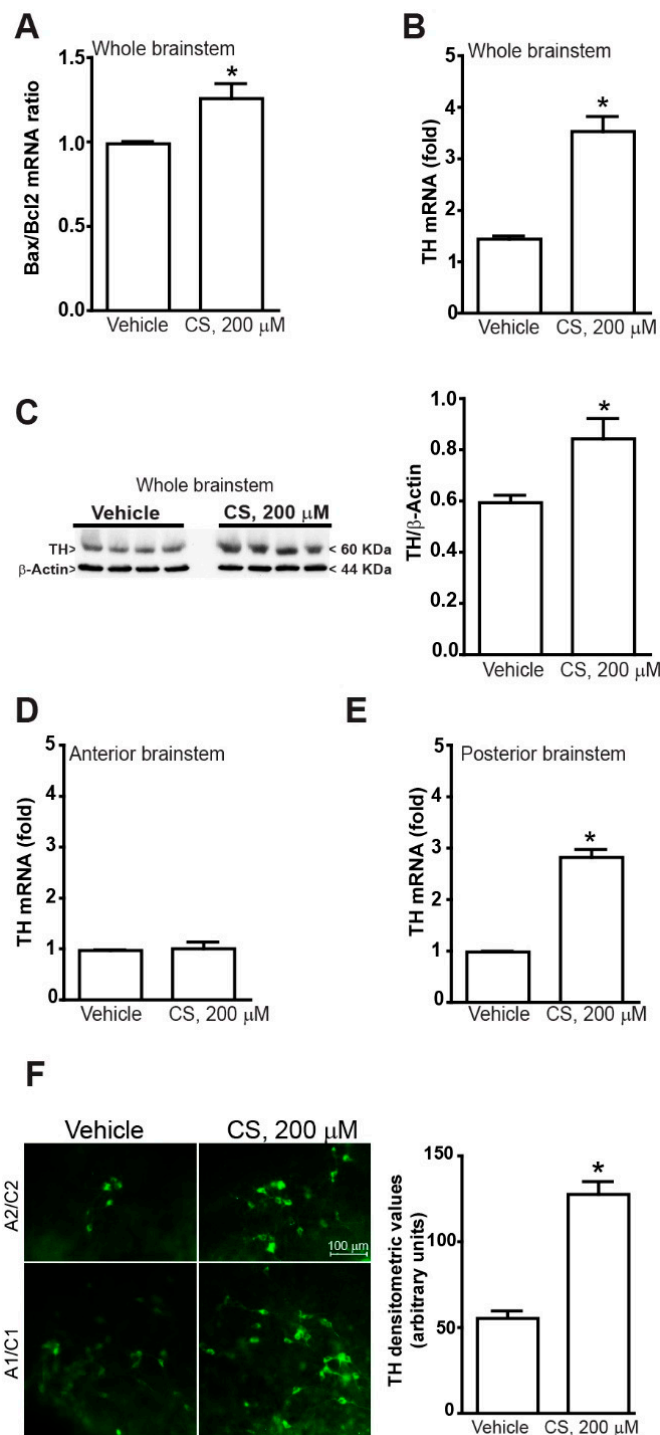 A
Whole brainstem
Bax/Bcl2 mRNA ratio
1.5
1.0
0.5
0.0
*
Vehicle
CS, 200 μM
B
Whole brainstem
TH mRNA (fold)
5
4
3
2
1
0
*
Vehicle
CS, 200 μM
C
Whole brainstem
Vehicle
CS, 200 μM
TH>
< 60 KDa
β-Actin>
< 44 KDa
TH/β-Actin
1.0
0.8
0.6
0.4
0.2
0.0
*
Vehicle
CS, 200 μM
D
Anterior brainstem
TH mRNA (fold)
5
4
3
2
1
0
Vehicle
CS, 200 μM
E
Posterior brainstem
TH mRNA (fold)
5
4
3
2
1
0
*
Vehicle
CS, 200 μM
F
Vehicle
CS, 200 μM
A2/C2
100 μm
A1/C1
TH densitometric values
(arbitrary units)
150
100
50
0
*
Vehicle
CS, 200 μM